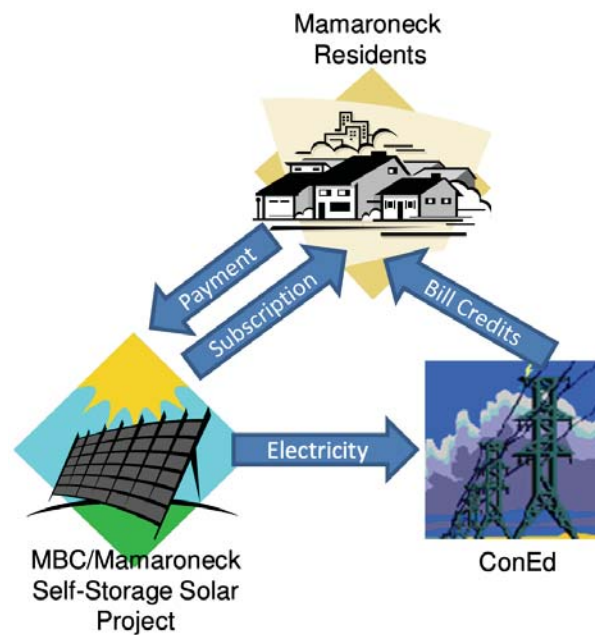 Mamaroneck
Residents
Payment
Subscription
Bill Credits
Electricity
MBC/Mamaroneck
Self-Storage Solar
Project
ConEd